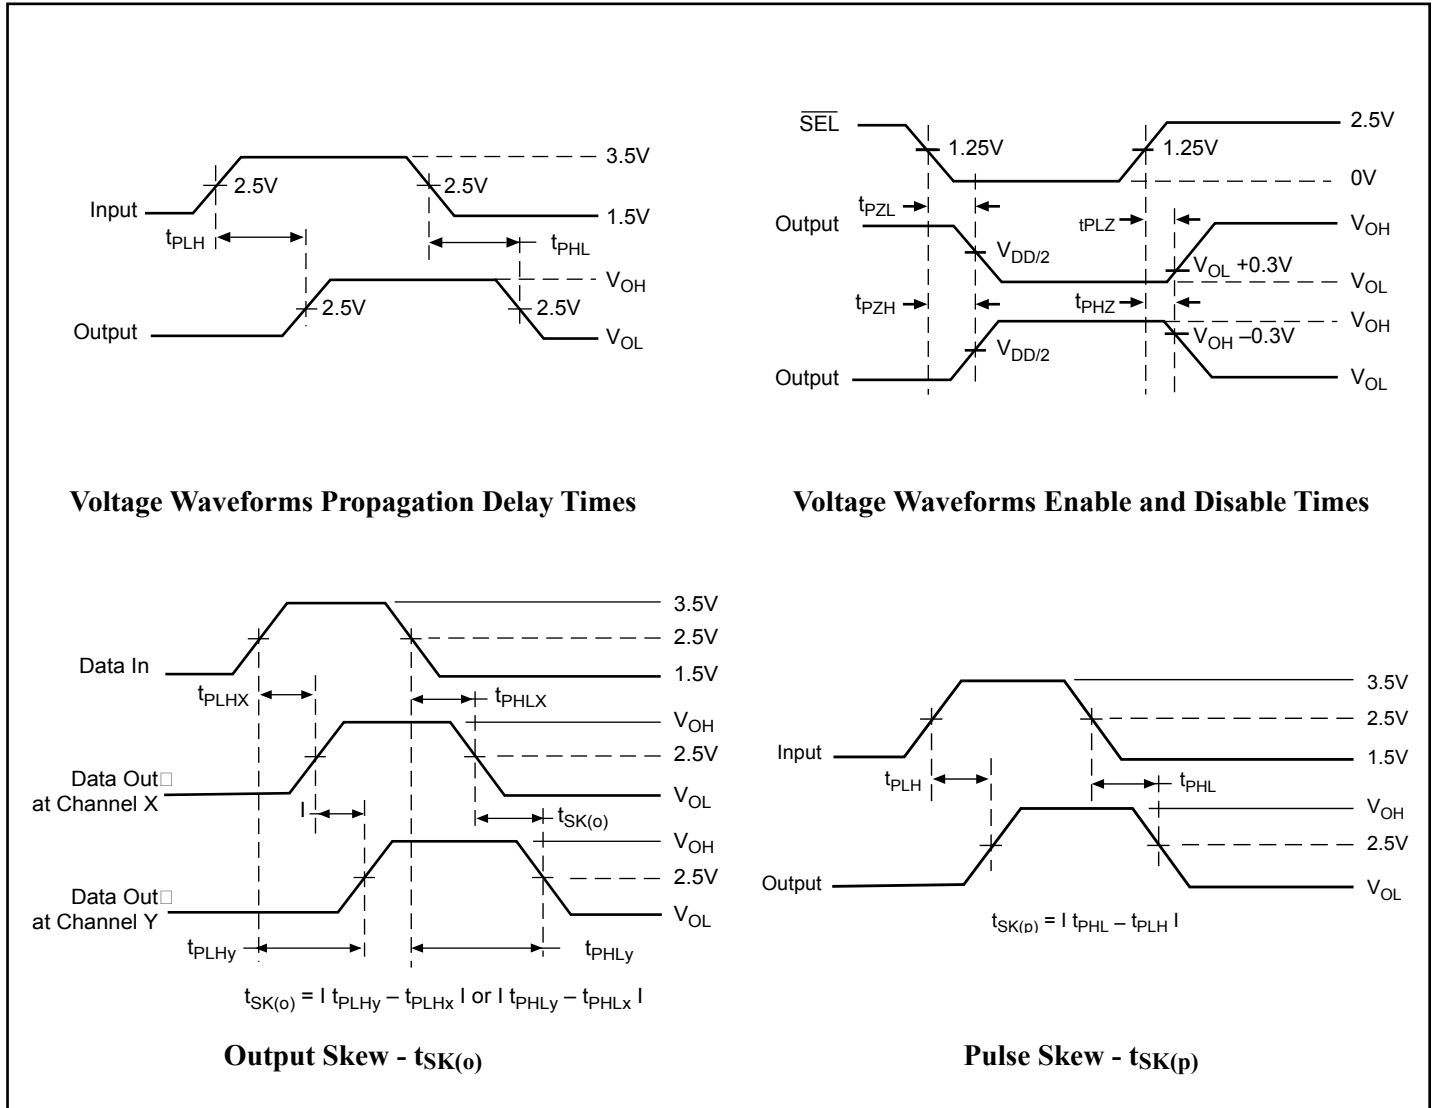 Input
2.5V
2.5V
3.5V
1.5V
tPLH
tPHL
Output
2.5V
2.5V
VOH
VOL
Voltage Waveforms Propagation Delay Times
SEL
1.25V
1.25V
2.5V
0V
tPZL
tPLZ
Output
VDD/2
VOL +0.3V
VOH
VOL
tPZH
tPHZ
VOH
Output
VDD/2
VOH –0.3V
VOL
Voltage Waveforms Enable and Disable Times
Data In
3.5V
2.5V
1.5V
tPLHX
tPHLX
Data Out
at Channel X
VOH
2.5V
VOL
I
tSK(o)
Data Out
at Channel Y
VOH
2.5V
VOL
tPLHy
tPHLy
tSK(o) = I tPLHy – tPLHx I or I tPHLy – tPHLx I
Output Skew - tSK(o)
Input
3.5V
2.5V
1.5V
tPLH
tPHL
Output
VOH
2.5V
VOL
tSK(p) = I tPHL – tPLH I
Pulse Skew - tSK(p)